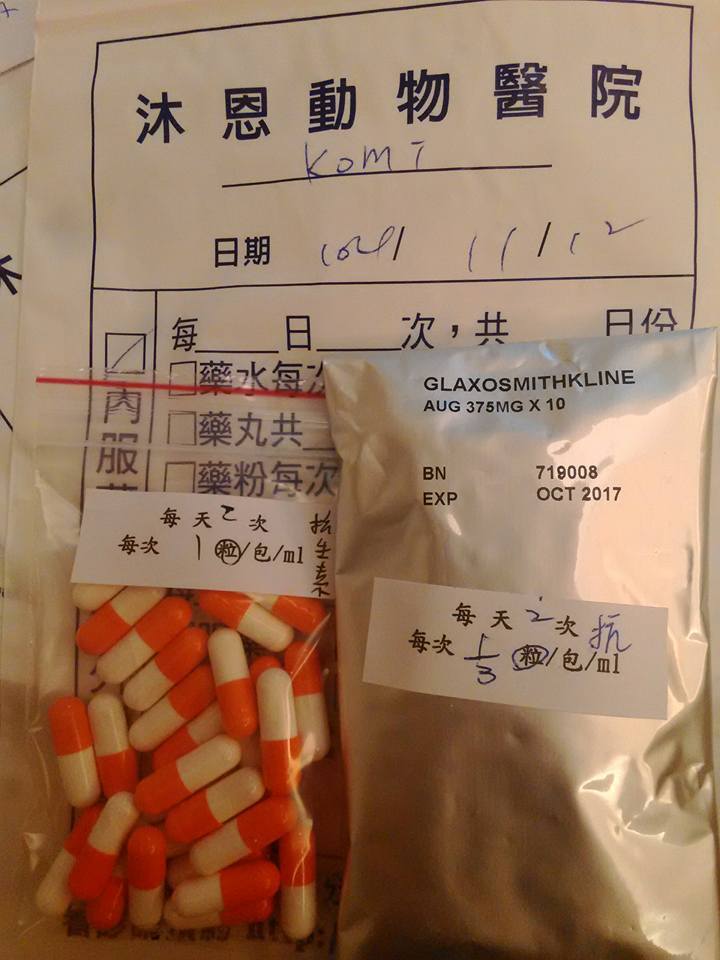 沐恩動物醫院
KOMI
日期 104/ 11/12
每 日 次，共 日份
內服
藥水每次
藥丸共
藥粉每次
每天2次 抗生素
每次 1 粒/包/ml
GLAXOSMITHKLINE
AUG 375MG X 10
BN 719008
EXP OCT 2017
每天2次 抗
每次 1/3 粒/包/ml